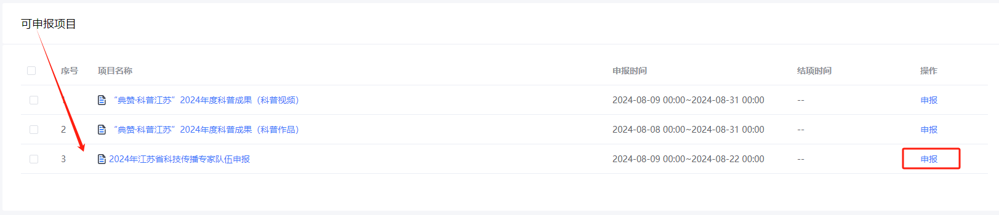 可申报项目
序号 项目名称 申报时间 结项时间 操作
“典赞·科普江苏”2024年度科普成果（科普视频） 2024-08-09 00:00~2024-08-31 00:00 -- 申报
2 “典赞·科普江苏”2024年度科普成果（科普作品） 2024-08-08 00:00~2024-08-31 00:00 -- 申报
3 2024年江苏省科技传播专家队伍申报 2024-08-09 00:00~2024-08-22 00:00 -- 申报